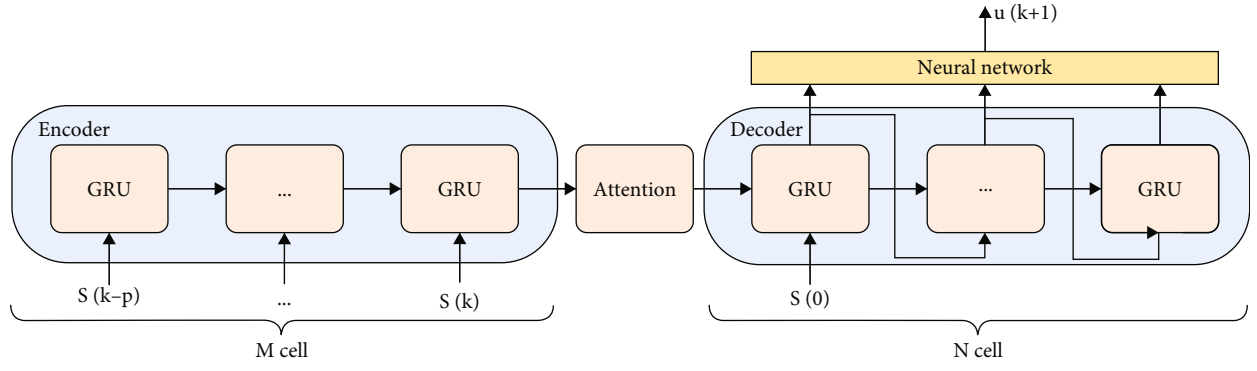 u (k+1)
Neural network
Encoder
Decoder
GRU
...
GRU
Attention
GRU
...
GRU
S (k–p)
...
S (k)
S (0)
M cell
N cell